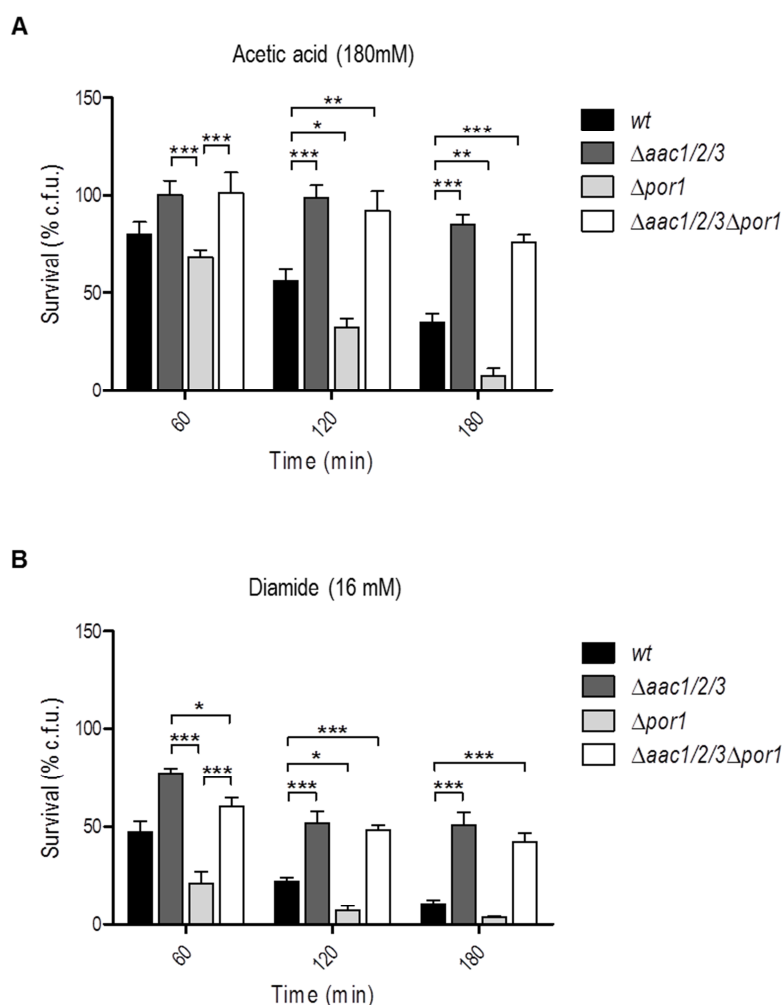 A
Acetic acid (180mM)
150
100
50
0
Survival (% c.f.u.)
*** ***
**
*
***
***
**
***
60 120 180
Time (min)
wt
Δaac1/2/3
Δpor1
Δaac1/2/3Δpor1
B
Diamide (16 mM)
150
100
50
0
Survival (% c.f.u.)
*
***
***
***
*
***
***
***
60 120 180
Time (min)
wt
Δaac1/2/3
Δpor1
Δaac1/2/3Δpor1